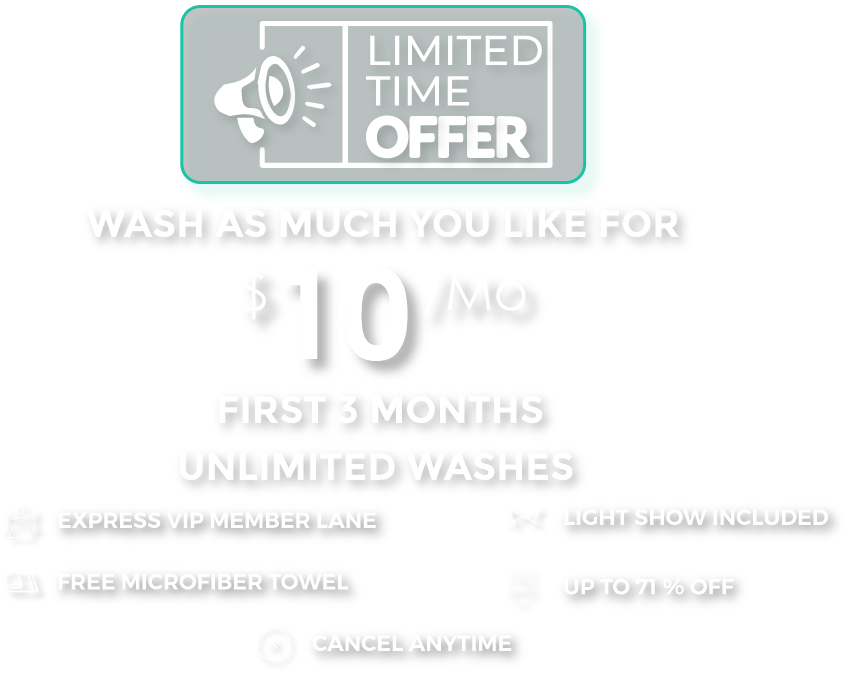 LIMITED
TIME
OFFER
WASH AS MUCH YOU LIKE FOR
$10/Mo
FIRST 3 MONTHS
UNLIMITED WASHES
EXPRESS VIP MEMBER LANE
LIGHT SHOW INCLUDED
FREE MICROFIBER TOWEL
UP TO 71 % OFF
CANCEL ANYTIME